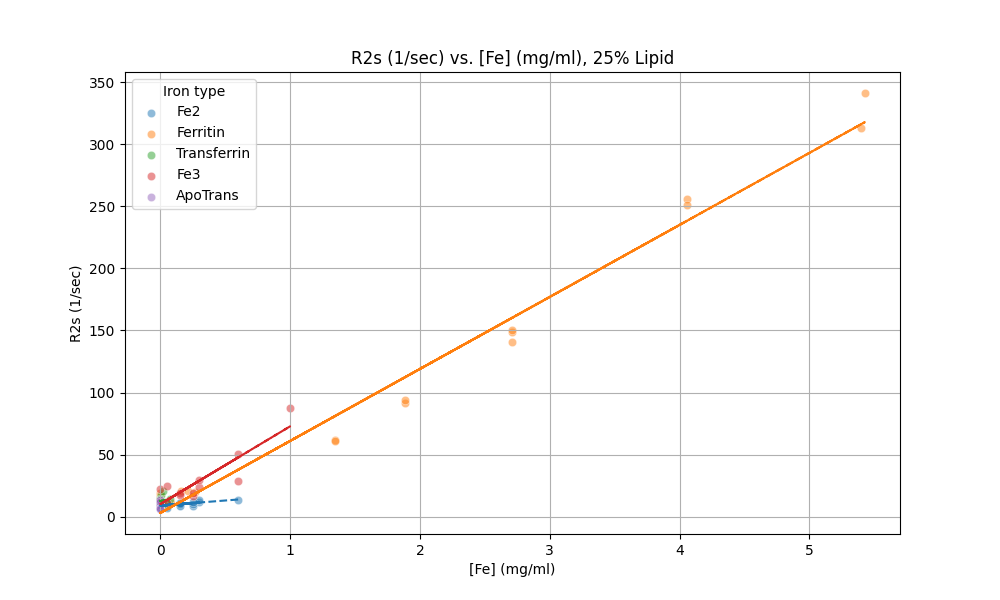 R2s (1/sec) vs. [Fe] (mg/ml), 25% Lipid
Iron type
Fe2
Ferritin
Transferrin
Fe3
ApoTrans
R2s (1/sec)
350
300
250
200
150
100
50
0
0 1 2 3 4 5
[Fe] (mg/ml)